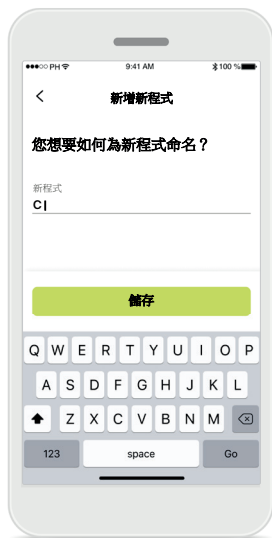 PH 9:41 AM 100 %
新增新程式
您想要如何為新程式命名？
新程式
C
儲存
Q W E R T Y U I O P
A S D F G H J K L
Z X C V B N M
123 space Go